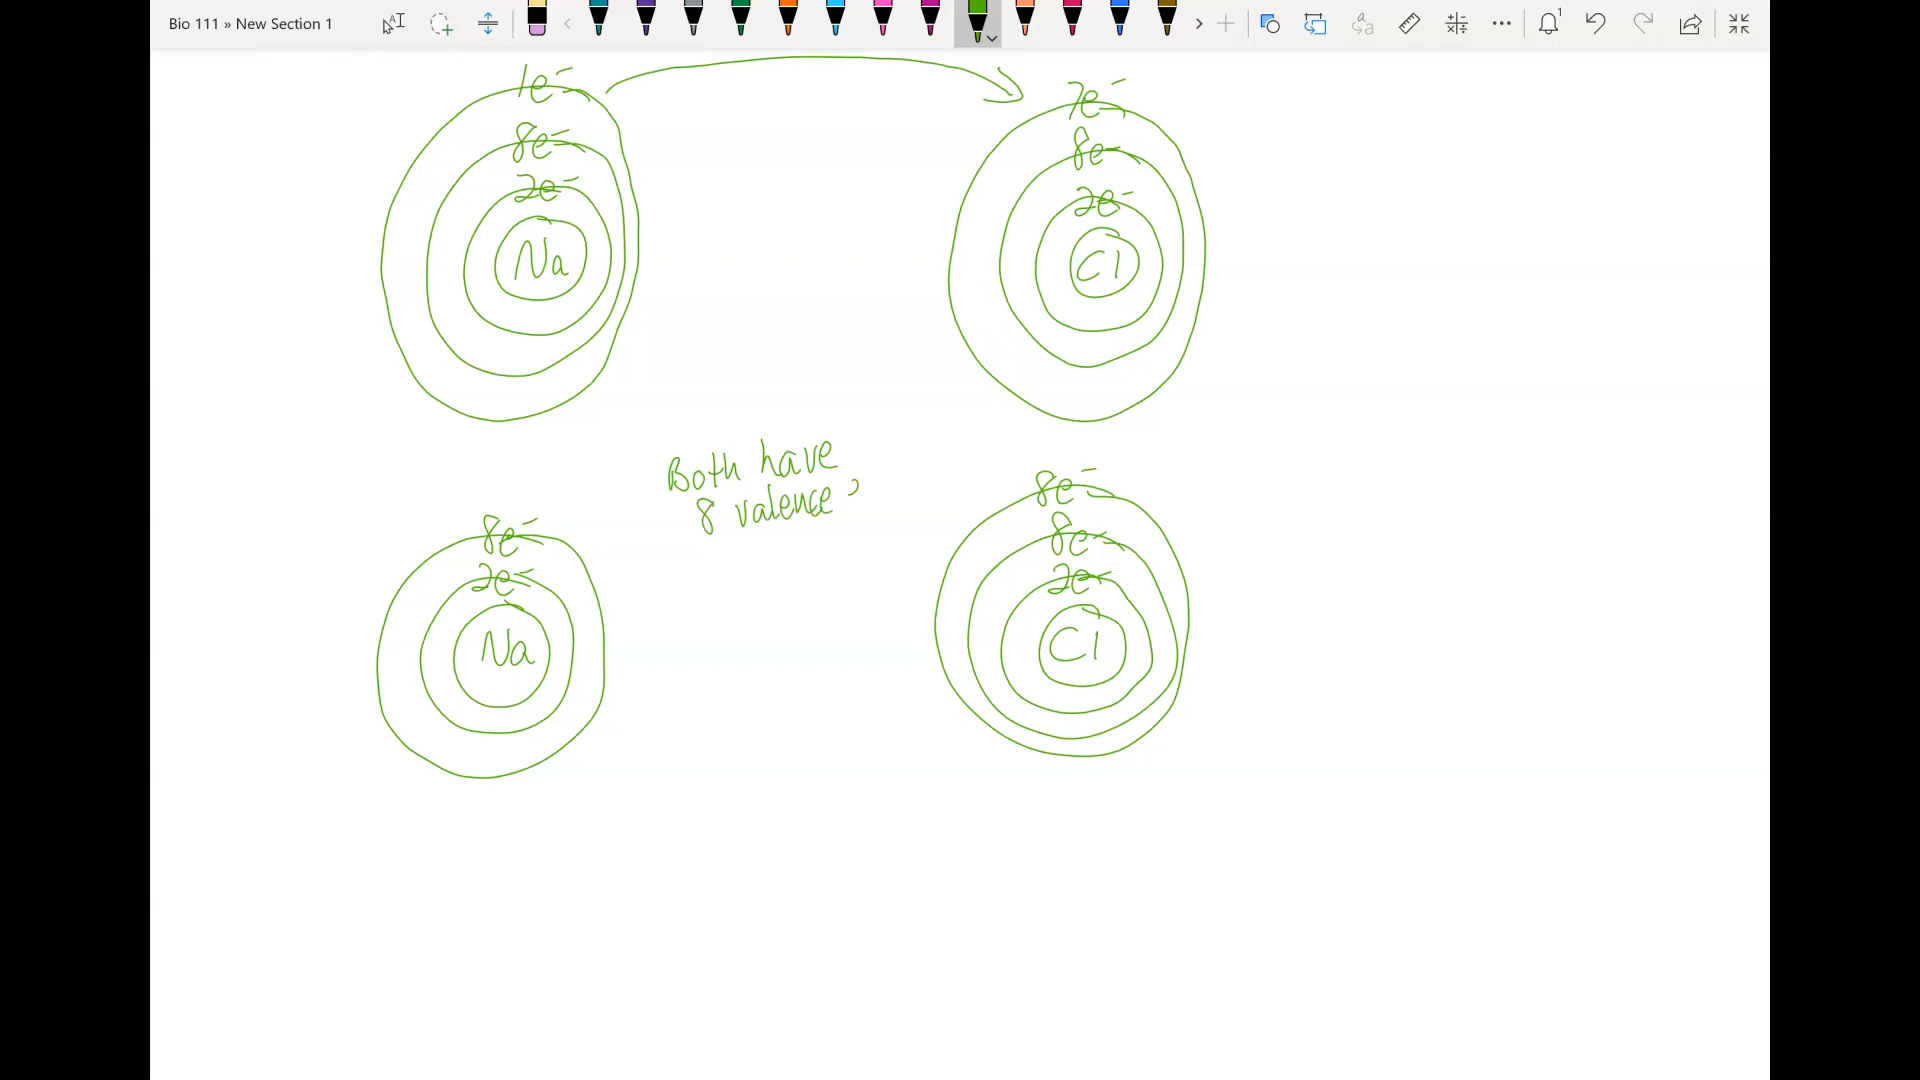 Bio 111 » New Section 1
1
1e⁻
7e⁻
8e⁻
8e⁻
2e⁻
2e⁻
Na
Cl
Both have
8 valence
8e⁻
8e⁻
8e⁻
2e⁻
2e⁻
Na
Cl